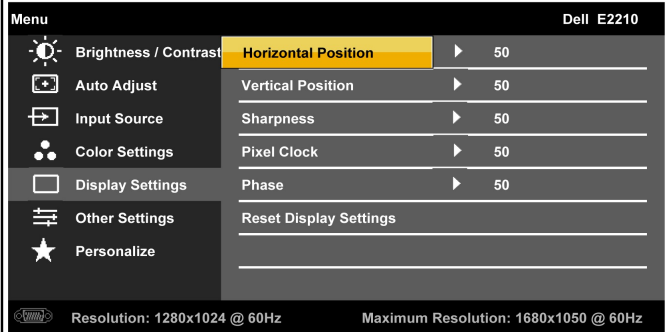 Menu Dell E2210
Brightness / Contrast Horizontal Position 50
Auto Adjust Vertical Position 50
Input Source Sharpness 50
Color Settings Pixel Clock 50
Display Settings Phase 50
Other Settings Reset Display Settings
Personalize
Resolution: 1280x1024 @ 60Hz Maximum Resolution: 1680x1050 @ 60Hz